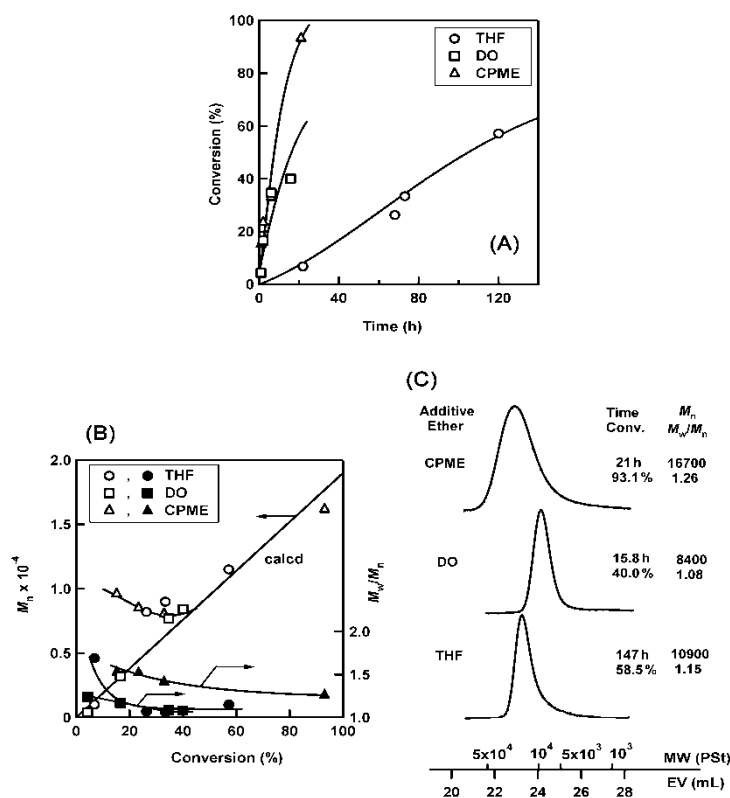 100
80
60
40
20
0
Conversion (%)
THF
DO
CPME
(A)
0 40 80 120
Time (h)
(B)
2.0
1.5
1.0
0.5
0
Mn x 10-4
○ , ● THF
□ , ■ DO
△ , ▲ CPME
calcd
2.0
1.5
1.0
Mw/Mn
0 20 40 60 80 100
Conversion (%)
(C)
Additive Ether
Time Conv.
Mn Mw/Mn
CPME
21 h 16700
93.1% 1.26
DO
15.8 h 8400
40.0% 1.08
THF
147 h 10900
58.5% 1.15
5x10⁴ 10⁴ 5x10³ 10³ MW (PSt)
20 22 24 26 28 EV (mL)